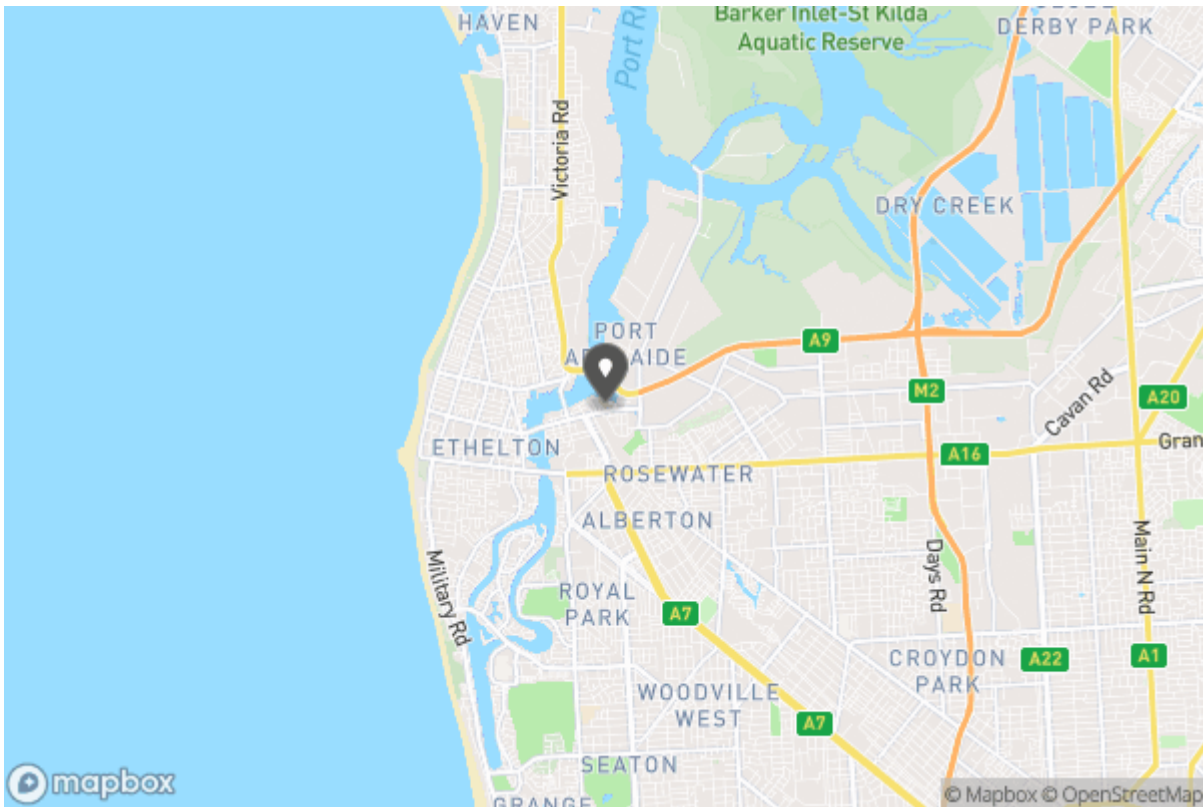 HAVEN
Barker Inlet-St Kilda
Aquatic Reserve
DERBY PARK
Port Ri
Victoria Rd
DRY CREEK
PORT
A9
M2
Cavan Rd
A20
ETHELTON
Gran
A16
ROSEWATER
ALBERTON
Main N Rd
Days Rd
Military Rd
ROYAL
PARK
A7
CROYDON
PARK
A22
A1
WOODVILLE
WEST
A7
SEATON
GRANGE
mapbox
© Mapbox © OpenStreetMap